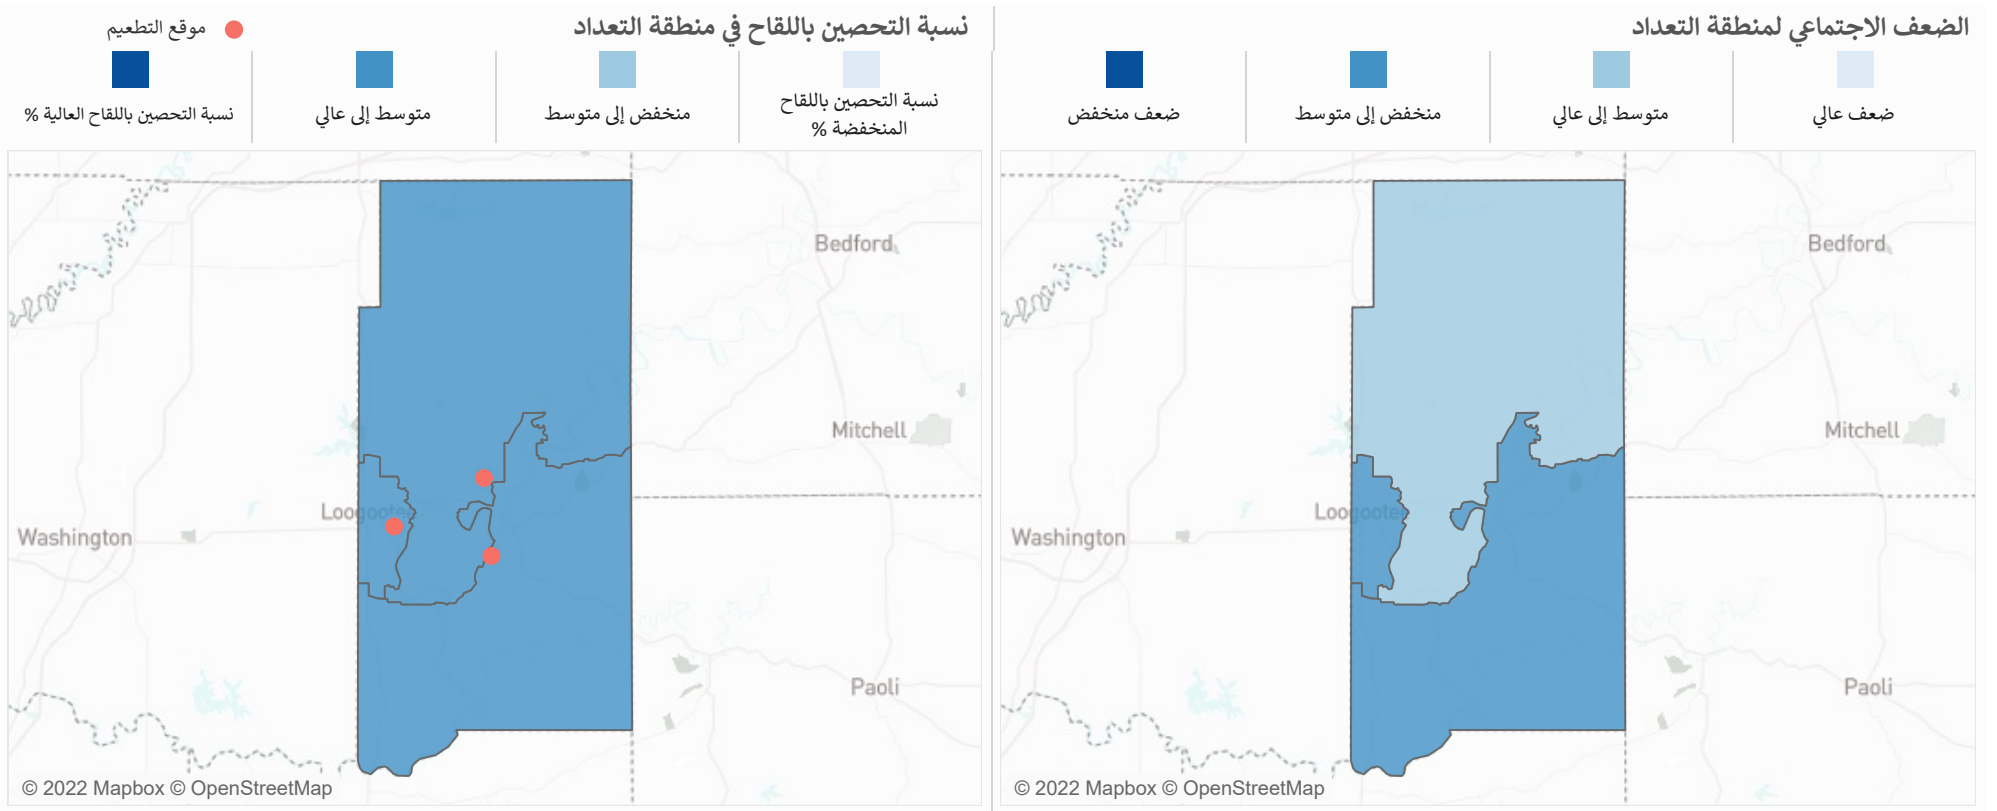 الضعف الاجتماعي لمنطقة التعداد
ضعف عالي
متوسط إلى عالي
منخفض إلى متوسط
ضعف منخفض
Bedford
Mitchell
Loogootee
Washington
Paoli
© 2022 Mapbox © OpenStreetMap
نسبة التحصين باللقاح في منطقة التعداد
موقع التطعيم
نسبة التحصين باللقاح
المنخفضة %
منخفض إلى متوسط
متوسط إلى عالي
نسبة التحصين باللقاح العالية %
Bedford
Mitchell
Loogootee
Washington
Paoli
© 2022 Mapbox © OpenStreetMap